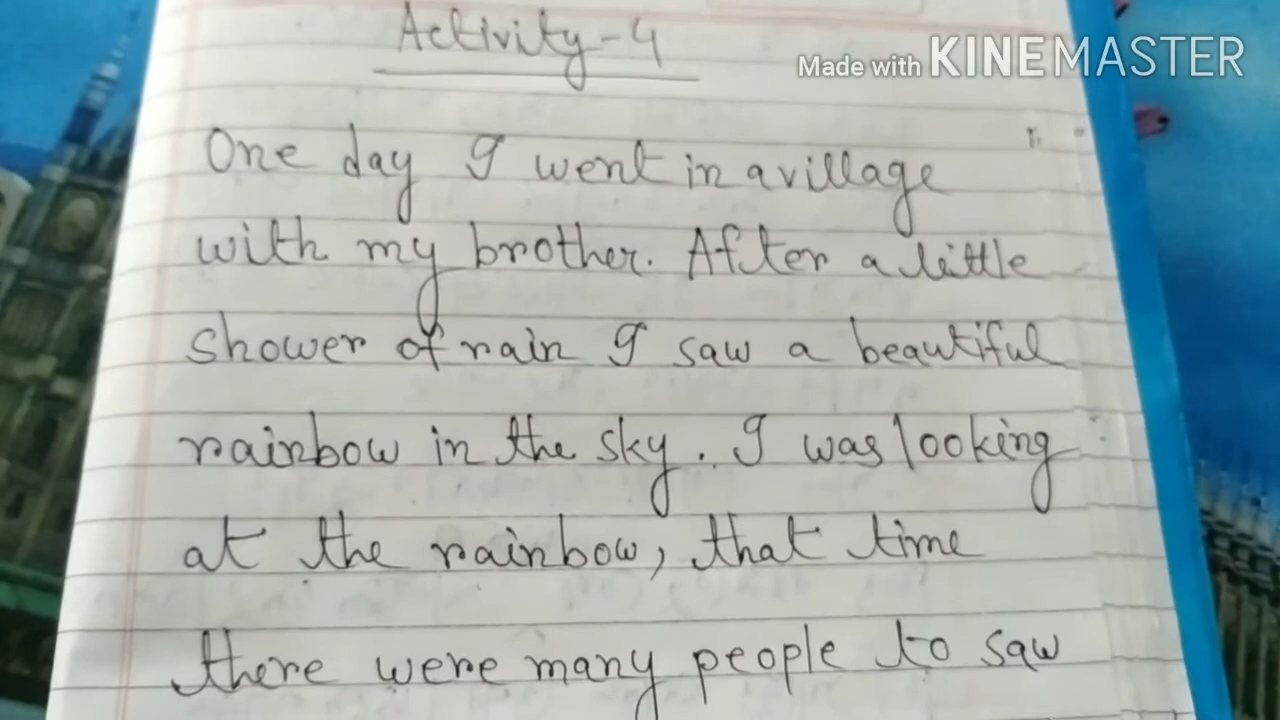 Activity-4
Made with KINEMASTER
One day I went in a village
with my brother. After a little
shower of rain I saw a beautiful
rainbow in the sky. I was looking
at the rainbow, that time
there were many people to saw